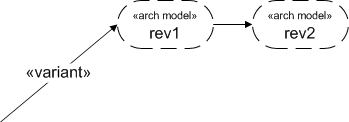 «arch model»
rev1
«arch model»
rev2
«variant»